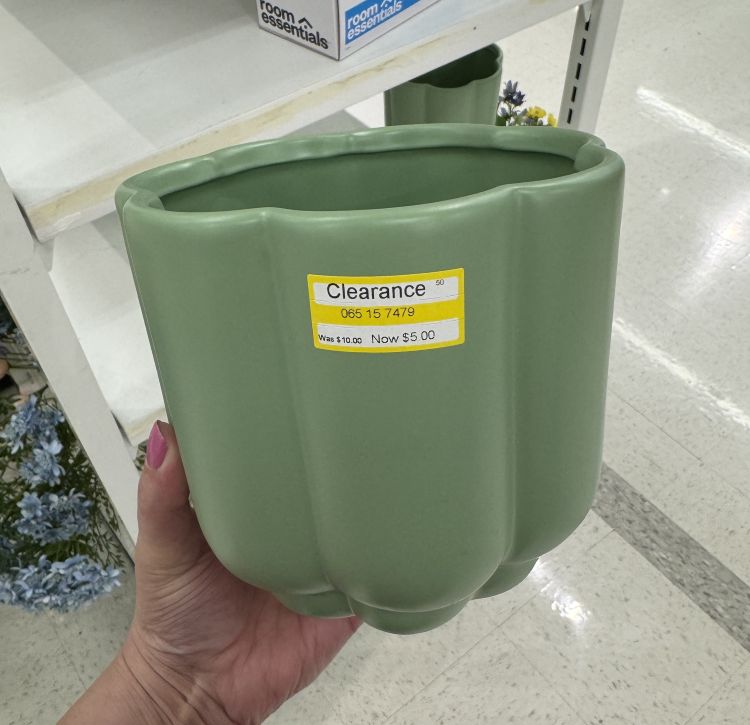 room
essentials
room
essentials
Clearance 50
065 15 7479
Was $10.00 Now $5.00